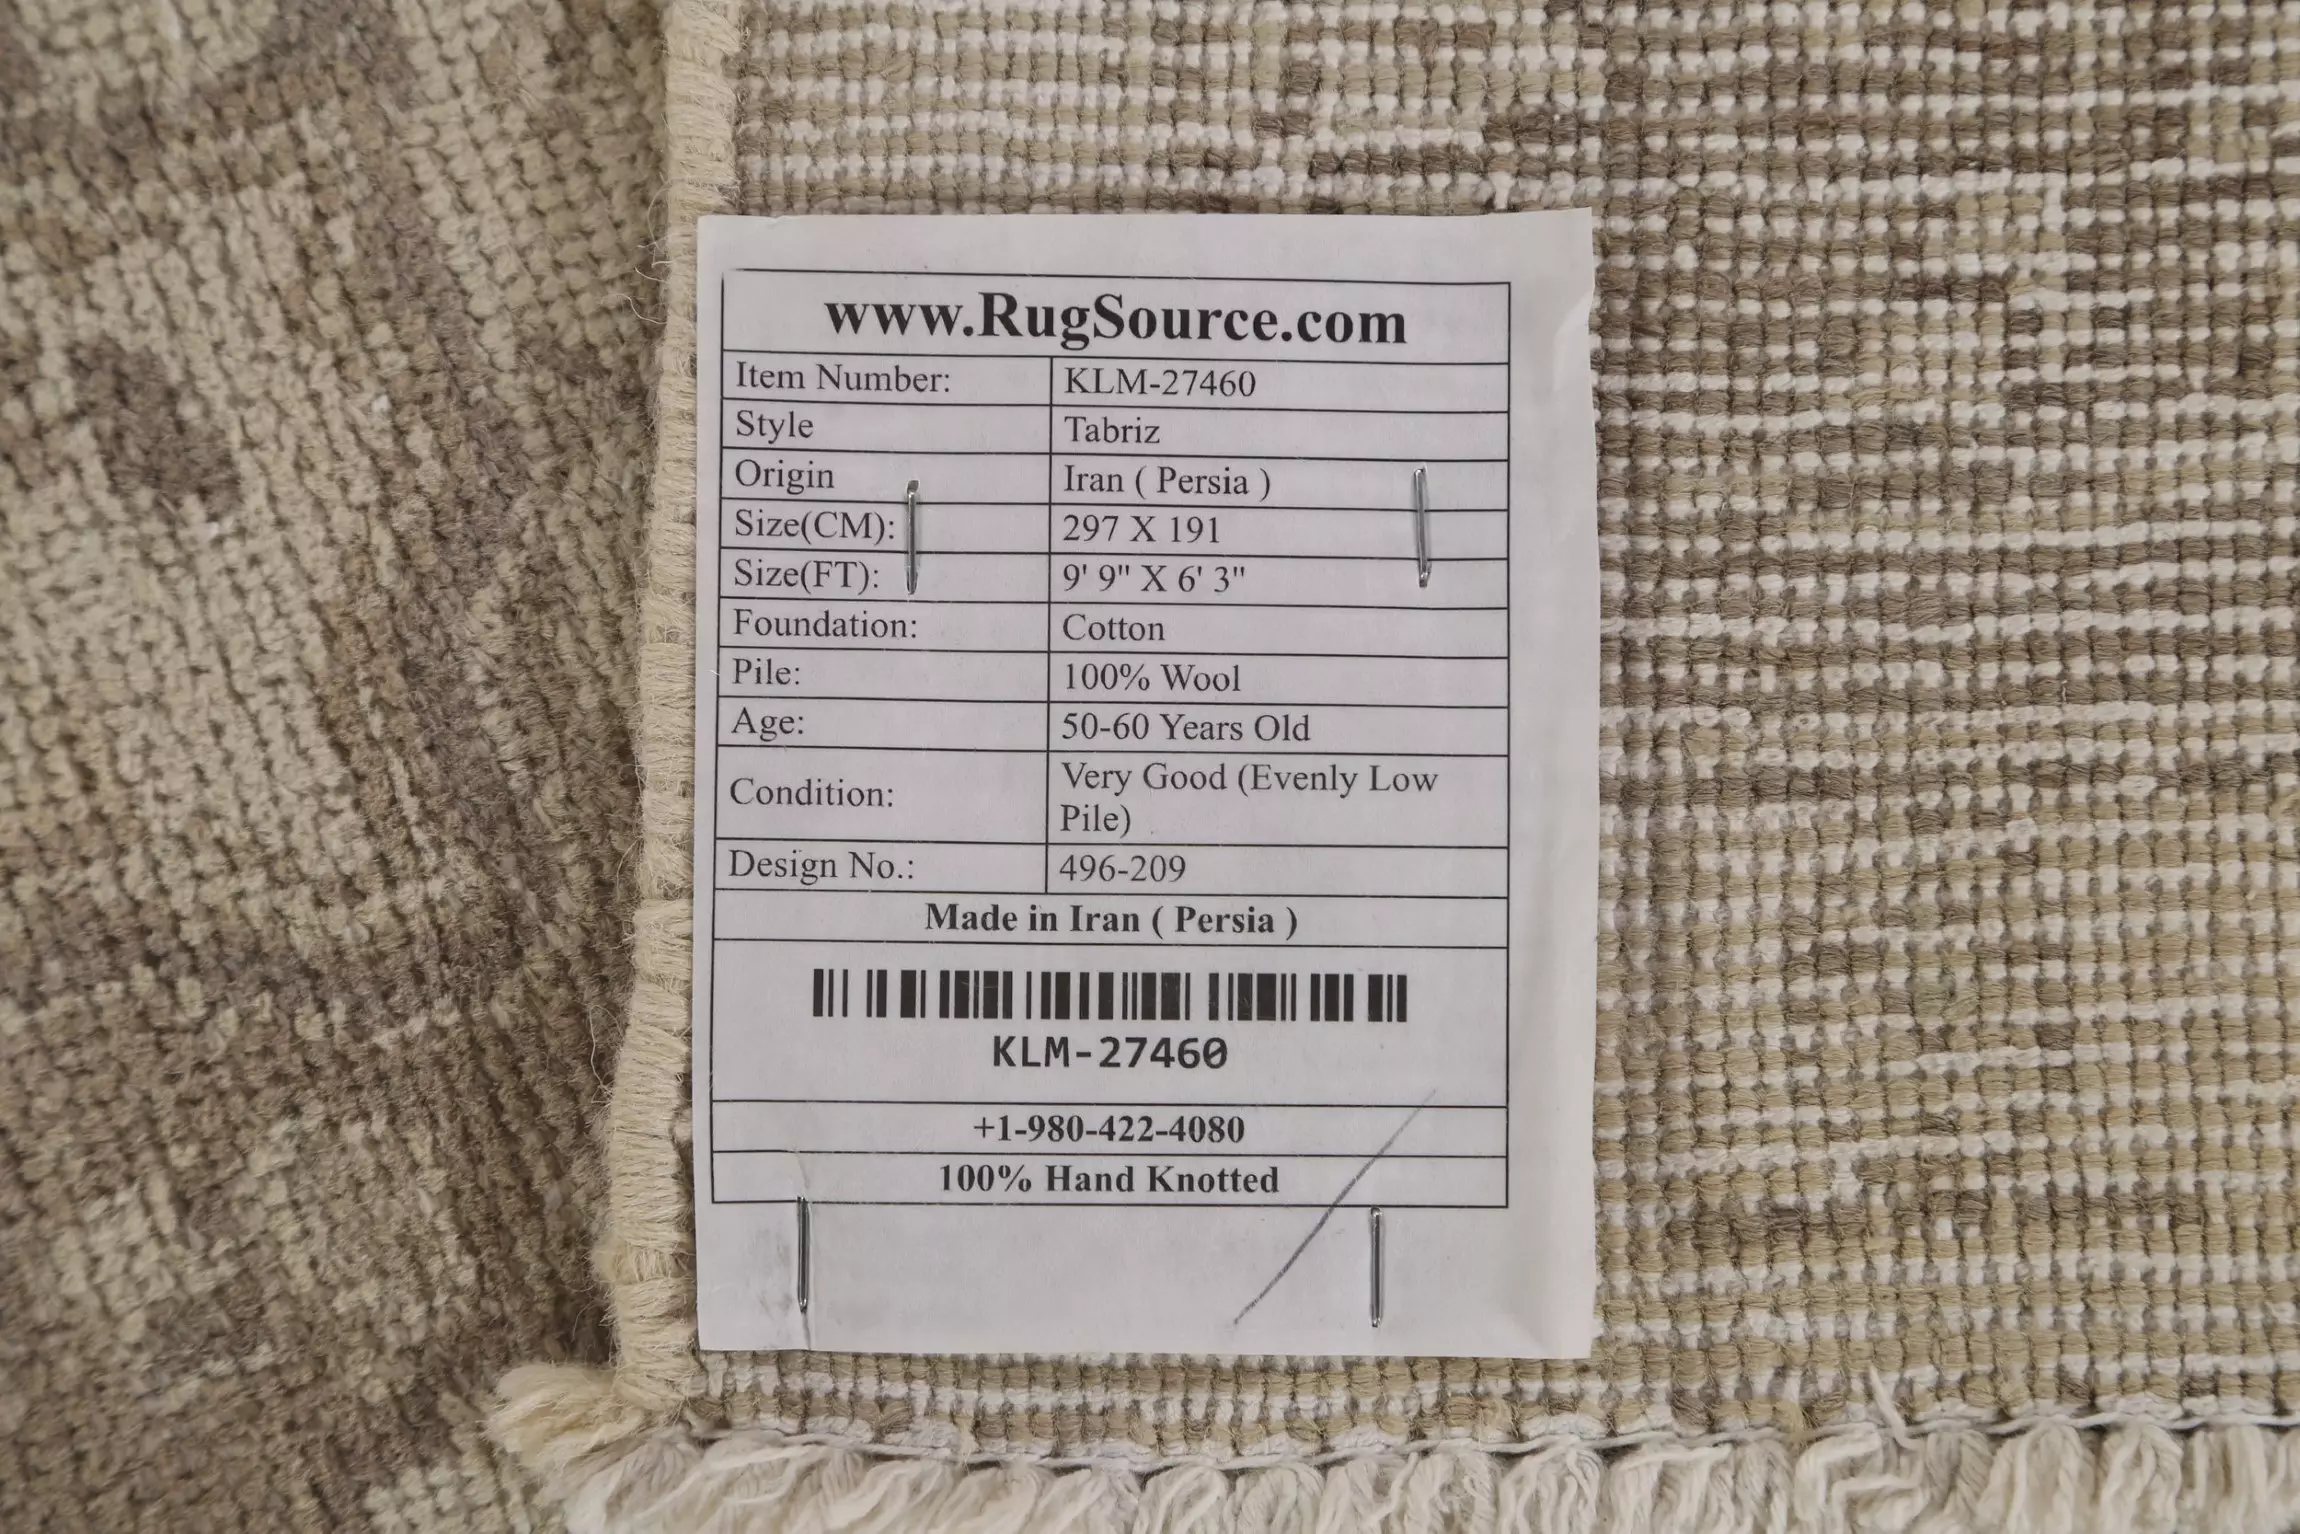 www.RugSource.com
Item Number: KLM-27460
Style Tabriz
Origin Iran ( Persia )
Size(CM): 297 X 191
Size(FT): 9' 9" X 6' 3"
Foundation: Cotton
Pile: 100% Wool
Age: 50-60 Years Old
Condition: Very Good (Evenly Low
Pile)
Design No.: 496-209
Made in Iran ( Persia )
KLM-27460
+1-980-422-4080
100% Hand Knotted